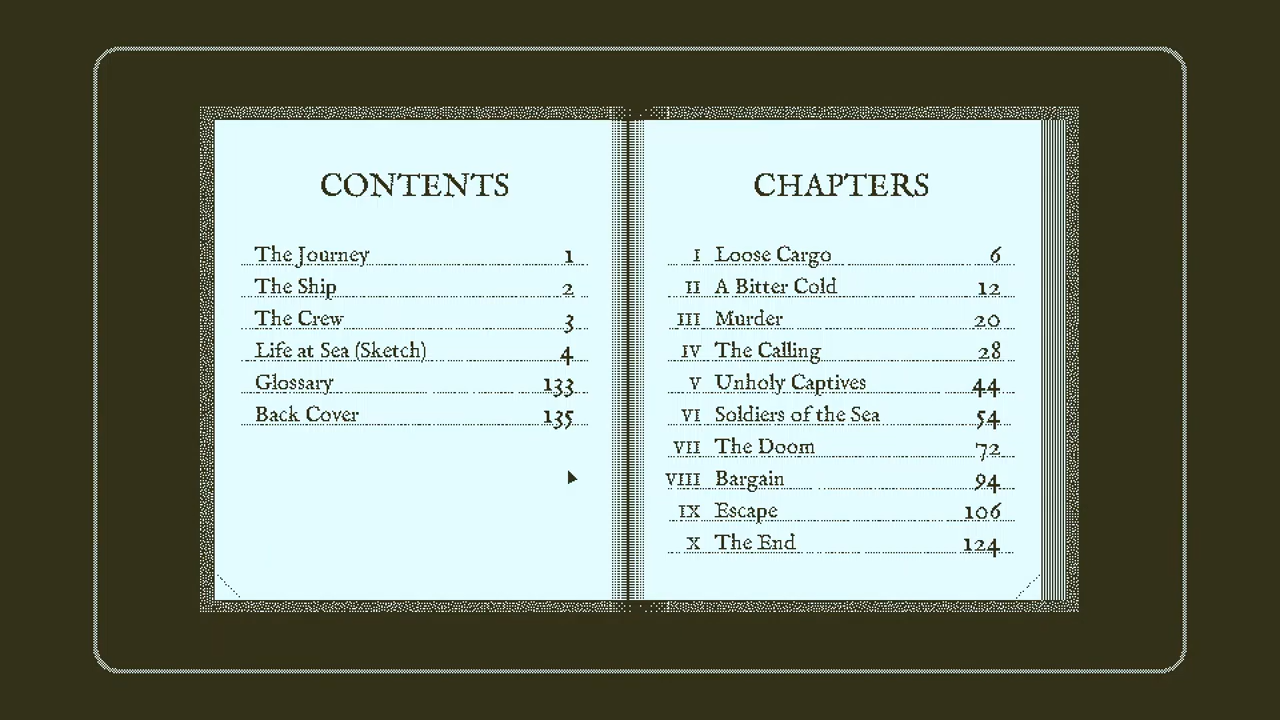 CONTENTS
The Journey 1
The Ship 2
The Crew 3
Life at Sea (Sketch) 4
Glossary 133
Back Cover 135
CHAPTERS
I Loose Cargo 6
II A Bitter Cold 12
III Murder 20
IV The Calling 28
V Unholy Captives 44
VI Soldiers of the Sea 54
VII The Doom 72
VIII Bargain 94
IX Escape 106
X The End 124